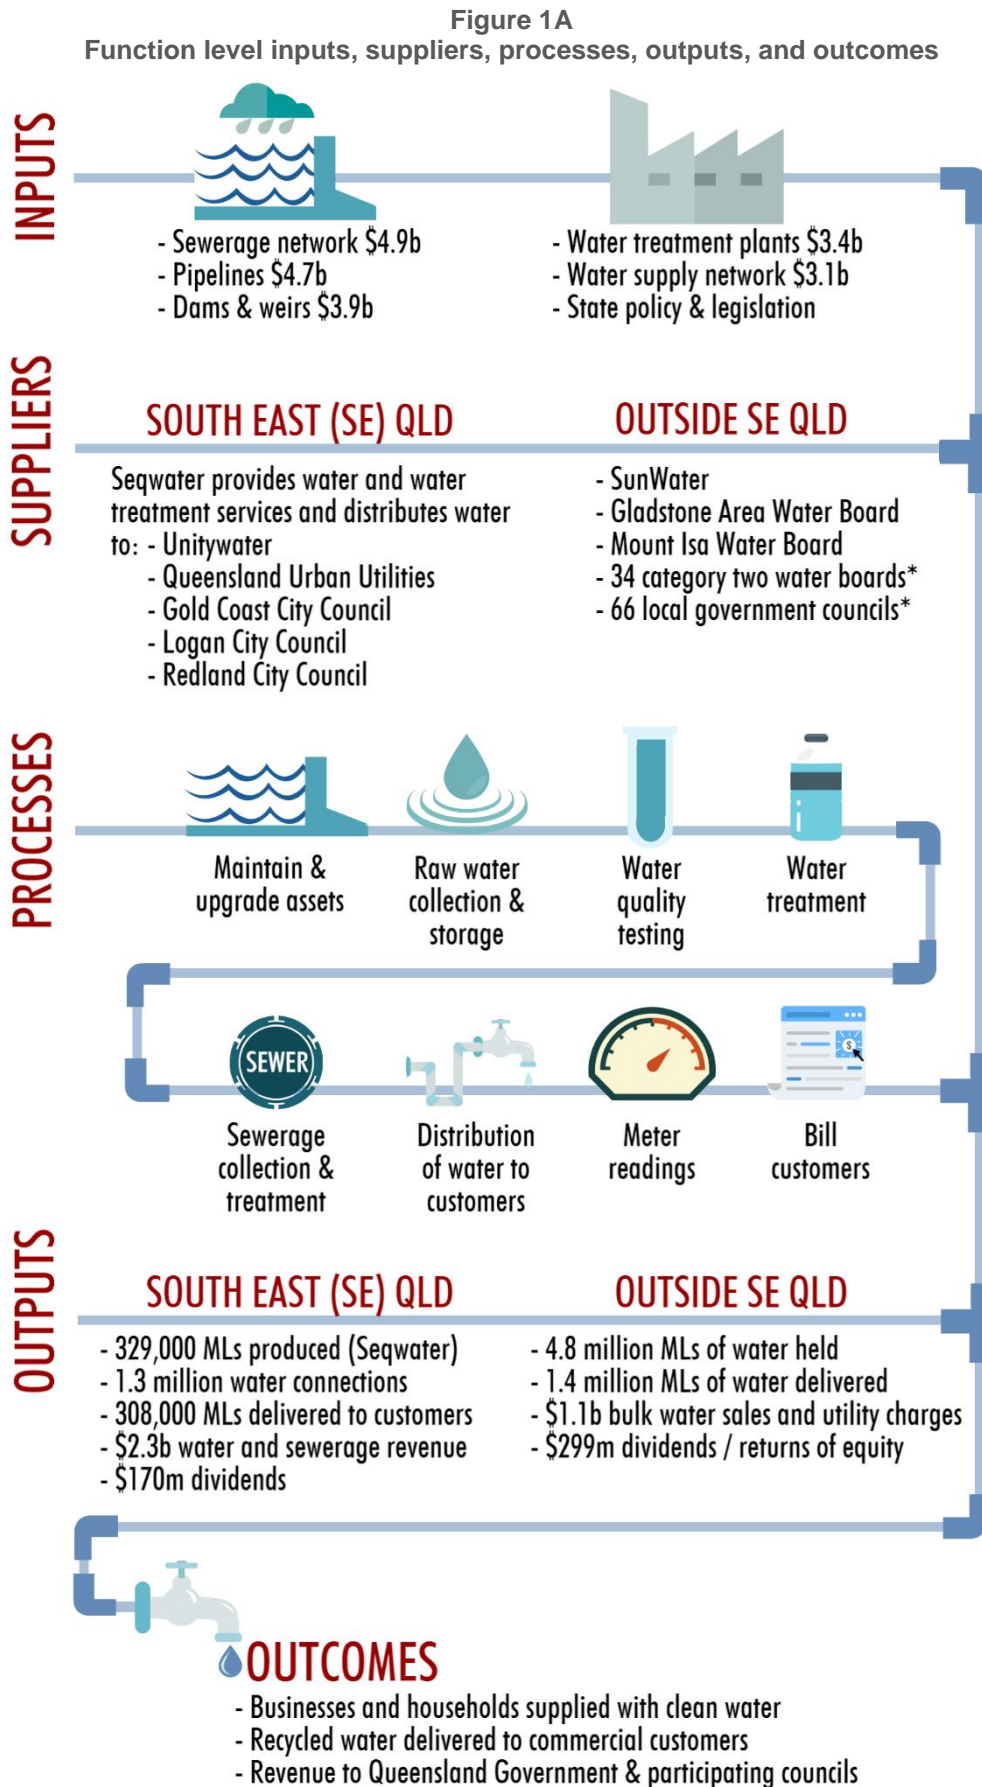 Figure 1A
Function level inputs, suppliers, processes, outputs, and outcomes
INPUTS
- Sewerage network $4.9b
- Pipelines $4.7b
- Dams & weirs $3.9b
- Water treatment plants $3.4b
- Water supply network $3.1b
- State policy & legislation
SUPPLIERS
SOUTH EAST (SE) QLD
Seqwater provides water and water
treatment services and distributes water
to: - Unitywater
- Queensland Urban Utilities
- Gold Coast City Council
- Logan City Council
- Redland City Council
OUTSIDE SE QLD
- SunWater
- Gladstone Area Water Board
- Mount Isa Water Board
- 34 category two water boards*
- 66 local government councils*
PROCESSES
Maintain &
upgrade assets
Raw water
collection &
storage
Water
quality
testing
Water
treatment
SEWER
Sewerage
collection &
treatment
Distribution
of water to
customers
Meter
readings
$
Bill
customers
OUTPUTS
SOUTH EAST (SE) QLD
- 329,000 MLs produced (Seqwater)
- 1.3 million water connections
- 308,000 MLs delivered to customers
- $2.3b water and sewerage revenue
- $170m dividends
OUTSIDE SE QLD
- 4.8 million MLs of water held
- 1.4 million MLs of water delivered
- $1.1b bulk water sales and utility charges
- $299m dividends / returns of equity
OUTCOMES
- Businesses and households supplied with clean water
- Recycled water delivered to commercial customers
- Revenue to Queensland Government & participating councils